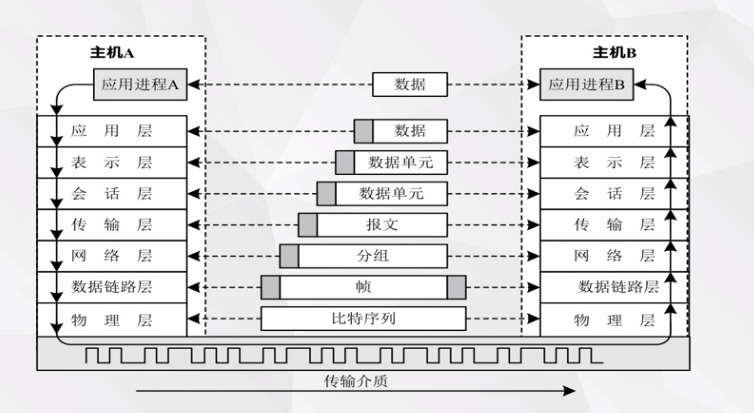 主机A 主机B
应用进程A 数据 应用进程B
应用层 数据 应用层
表示层 数据单元 表示层
会话层 数据单元 会话层
传输层 报文 传输层
网络层 分组 网络层
数据链路层 帧 数据链路层
物理层 比特序列 物理层
传输介质